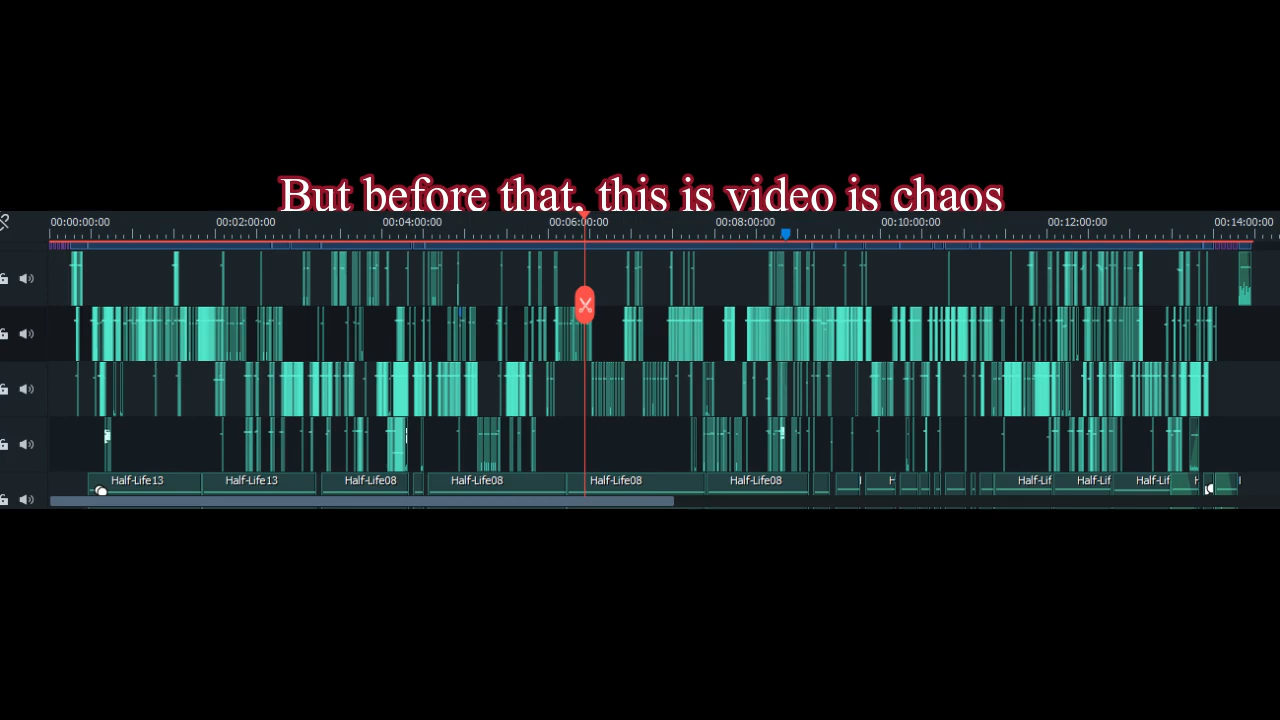 But before that, this is video is chaos
00:00:00:00 00:02:00:00 00:04:00:00 00:06:00:00 00:08:00:00 00:10:00:00 00:12:00:00 00:14:00:00
Half-Life13 Half-Life13 Half-Life08 Half-Life08 Half-Life08 Half-Life08 H Half-Lif Half-Lif Half-Lif